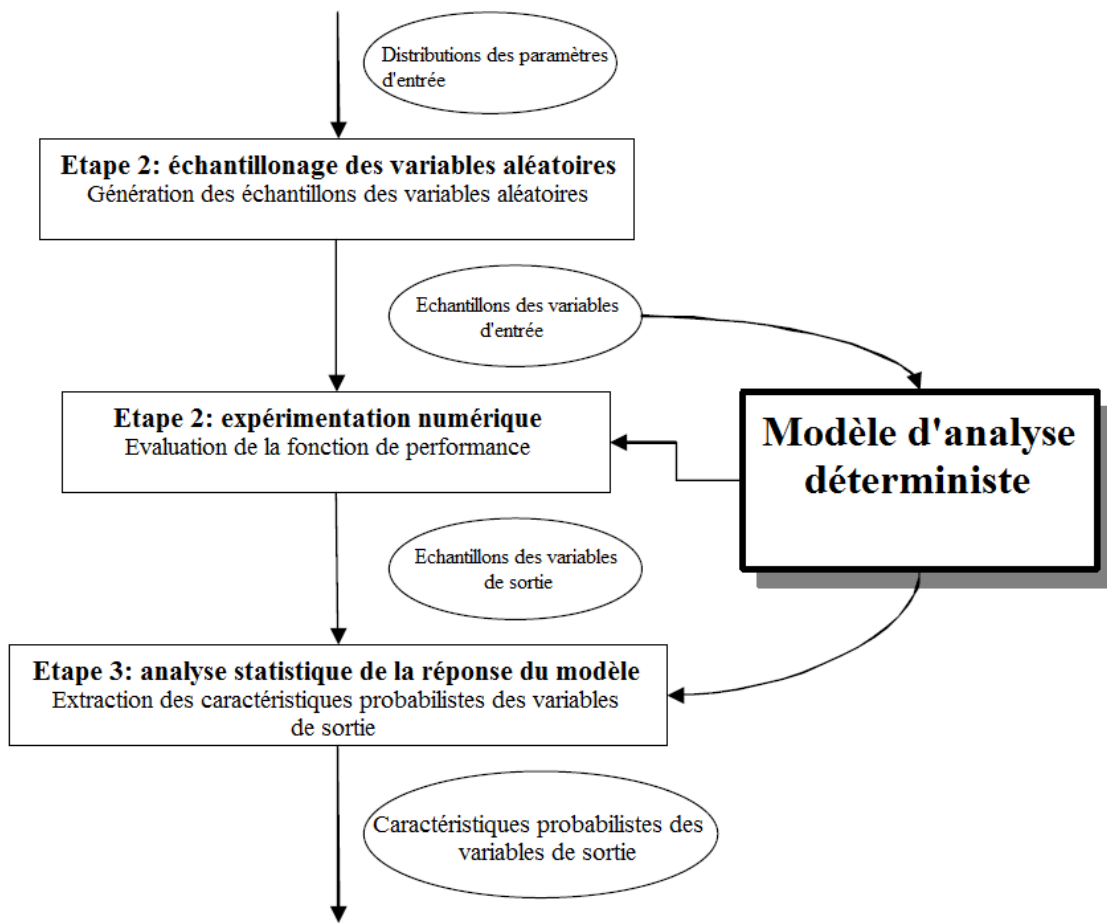 Distributions des paramètres
d'entrée
Etape 2: échantillonage des variables aléatoires
Génération des échantillons des variables aléatoires
Echantillons des variables
d'entrée
Etape 2: expérimentation numérique
Evaluation de la fonction de performance
Modèle d'analyse
déterministe
Echantillons des variables
de sortie
Etape 3: analyse statistique de la réponse du modèle
Extraction des caractéristiques probabilistes des variables
de sortie
Caractéristiques probabilistes des
variables de sortie